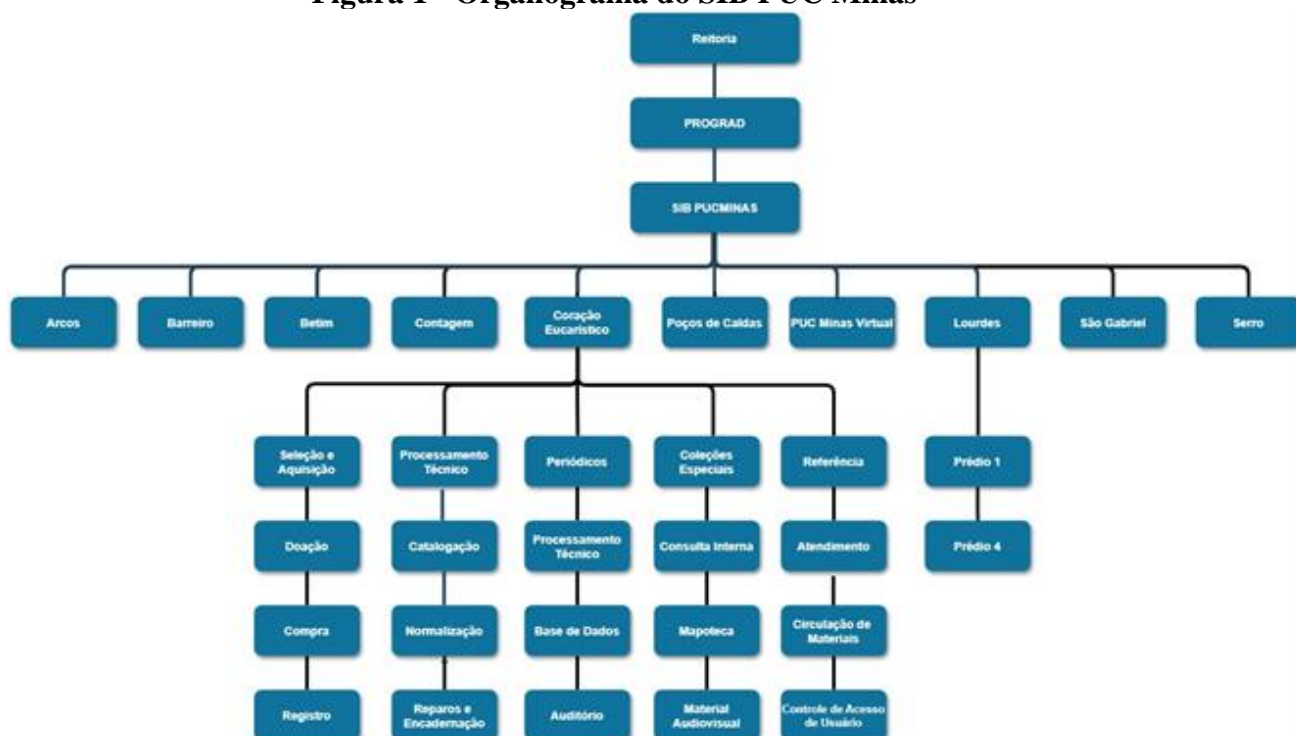 Figura 1 - Organograma do SIB PUC Minas
Reitoria
PROGRAD
SIB PUCMINAS
Arcos
Barreiro
Betim
Contagem
Coração
Eucarístico
Poços de Caldas
PUC Minas Virtual
Lourdes
São Gabriel
Serro
Seleção e
Aquisição
Processamento
Técnico
Periódicos
Coleções
Especiais
Referência
Prédio 1
Doação
Catalogação
Processamento
Técnico
Consulta Interna
Atendimento
Prédio 4
Compra
Normalização
Base de Dados
Mapoteca
Circulação de
Materiais
Registro
Reparos e
Encadernação
Auditório
Material
Audiovisual
Controle de Acesso
de Usuário